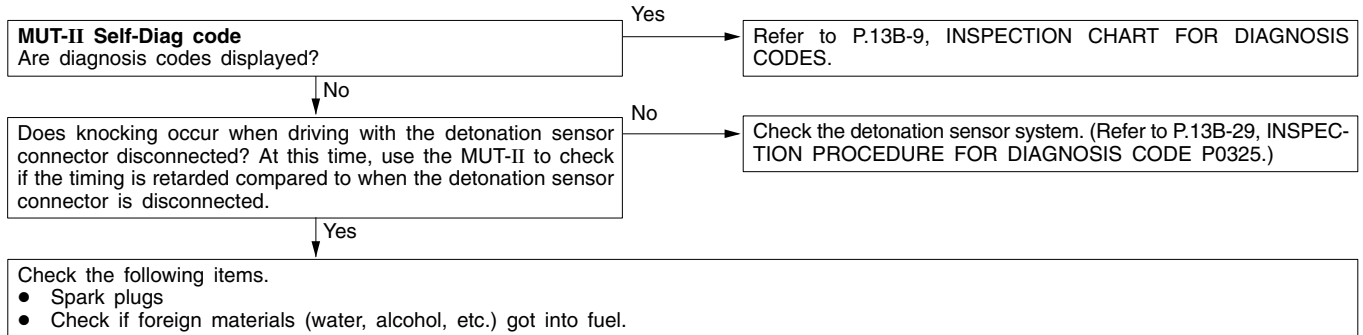 MUT-II Self-Diag code
Are diagnosis codes displayed?
Yes
Refer to P.13B-9, INSPECTION CHART FOR DIAGNOSIS
CODES.
No
Does knocking occur when driving with the detonation sensor
connector disconnected? At this time, use the MUT-II to check
if the timing is retarded compared to when the detonation sensor
connector is disconnected.
No
Check the detonation sensor system. (Refer to P.13B-29, INSPEC-
TION PROCEDURE FOR DIAGNOSIS CODE P0325.)
Yes
Check the following items.
● Spark plugs
● Check if foreign materials (water, alcohol, etc.) got into fuel.